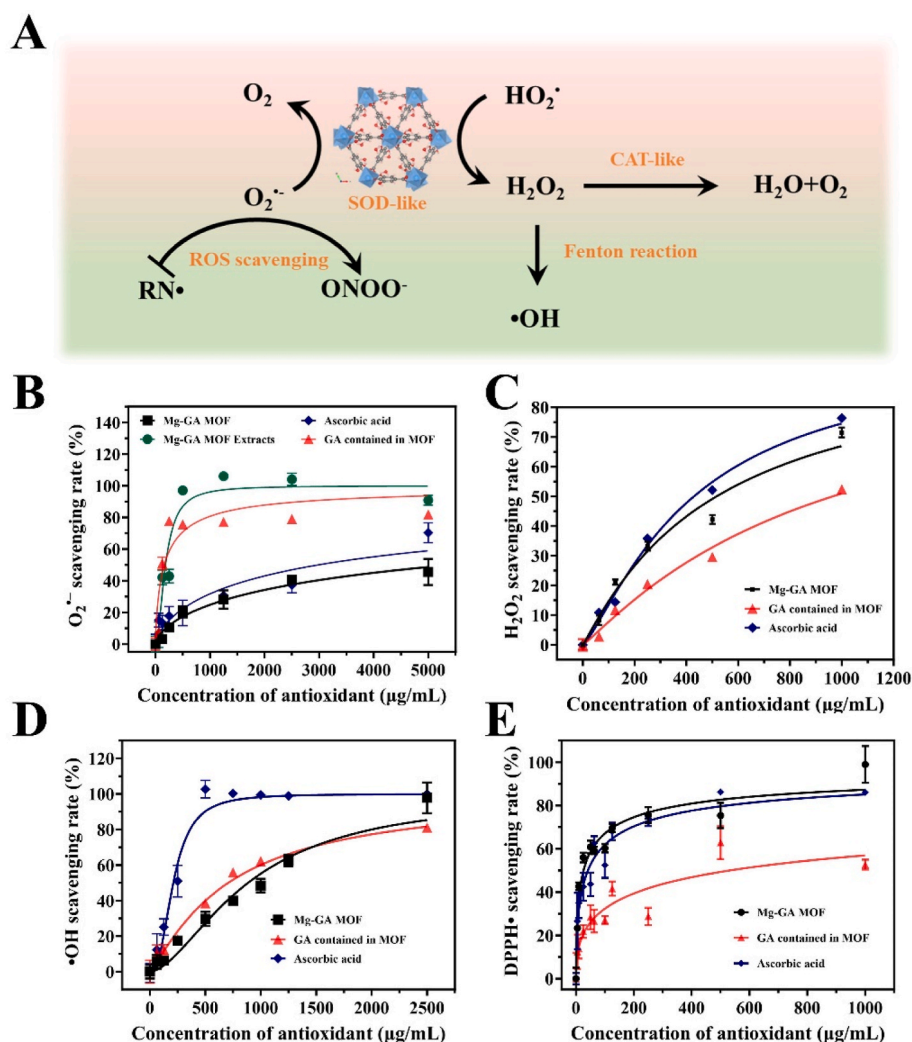 A
O₂
HO₂•
CAT-like
O₂•⁻
SOD-like
H₂O₂
H₂O+O₂
ROS scavenging
Fenton reaction
RN•
ONOO⁻
•OH
B
140
120
100
80
60
40
20
0
O₂•⁻ scavenging rate (%)
Mg-GA MOF
Ascorbic acid
Mg-GA MOF Extracts
GA contained in MOF
0 500 1000 1500 2000 2500 3000 3500 4000 4500 5000
Concentration of antioxidant (µg/mL)
C
80
70
60
50
40
30
20
10
0
H₂O₂ scavenging rate (%)
Mg-GA MOF
GA contained in MOF
Ascorbic acid
0 200 400 600 800 1000 1200
Concentration of antioxidant (µg/mL)
D
120
100
80
60
40
20
0
•OH scavenging rate (%)
Mg-GA MOF
GA contained in MOF
Ascorbic acid
0 500 1000 1500 2000 2500
Concentration of antioxidant (µg/mL)
E
100
80
60
40
20
0
DPPH• scavenging rate (%)
Mg-GA MOF
GA contained in MOF
Ascorbic acid
0 200 400 600 800 1000
Concentration of antioxidant (µg/mL)